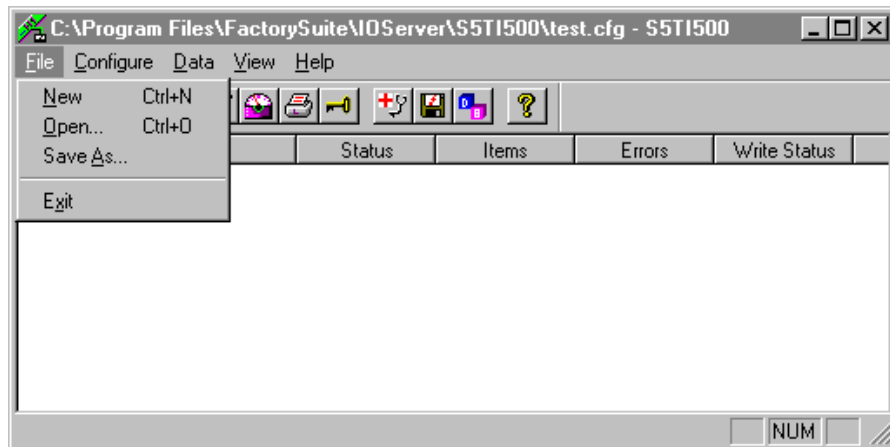 C:\Program Files\FactorySuite\IOServer\S5TI500\test.cfg - S5TI500
File Configure Data View Help
New Ctrl+N
Open... Ctrl+O
Save As...
Exit
Status Items Errors Write Status
D B
?
NUM